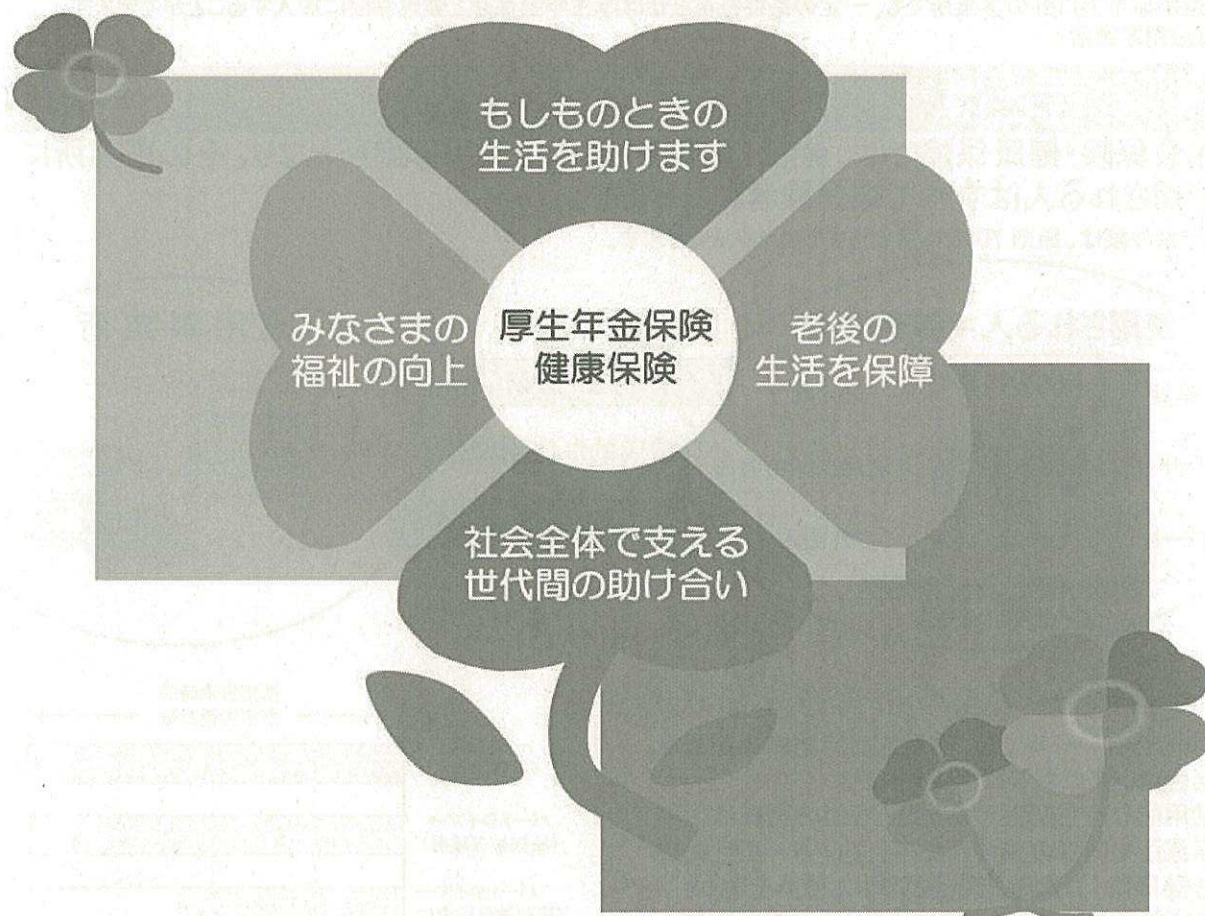 もしものときの
生活を助けます
みなさまの
福祉の向上
厚生年金保険
健康保険
老後の
生活を保障
社会全体で支える
世代間の助け合い